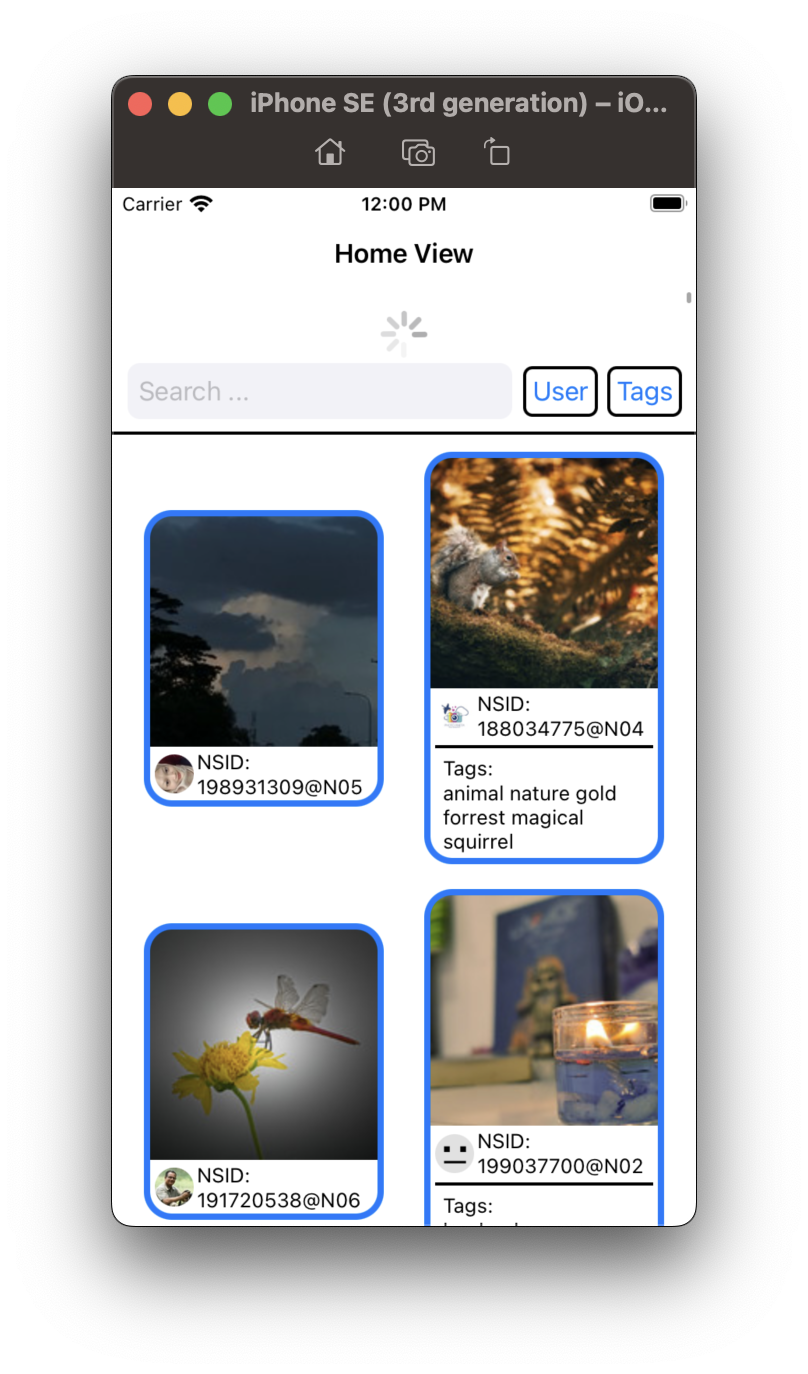 iPhone SE (3rd generation) – iO...
Carrier
12:00 PM
Home View
Search ...
User
Tags
NSID:
198931309@N05
NSID:
188034775@N04
Tags:
animal nature gold
forrest magical
squirrel
NSID:
191720538@N06
NSID:
199037700@N02
Tags: